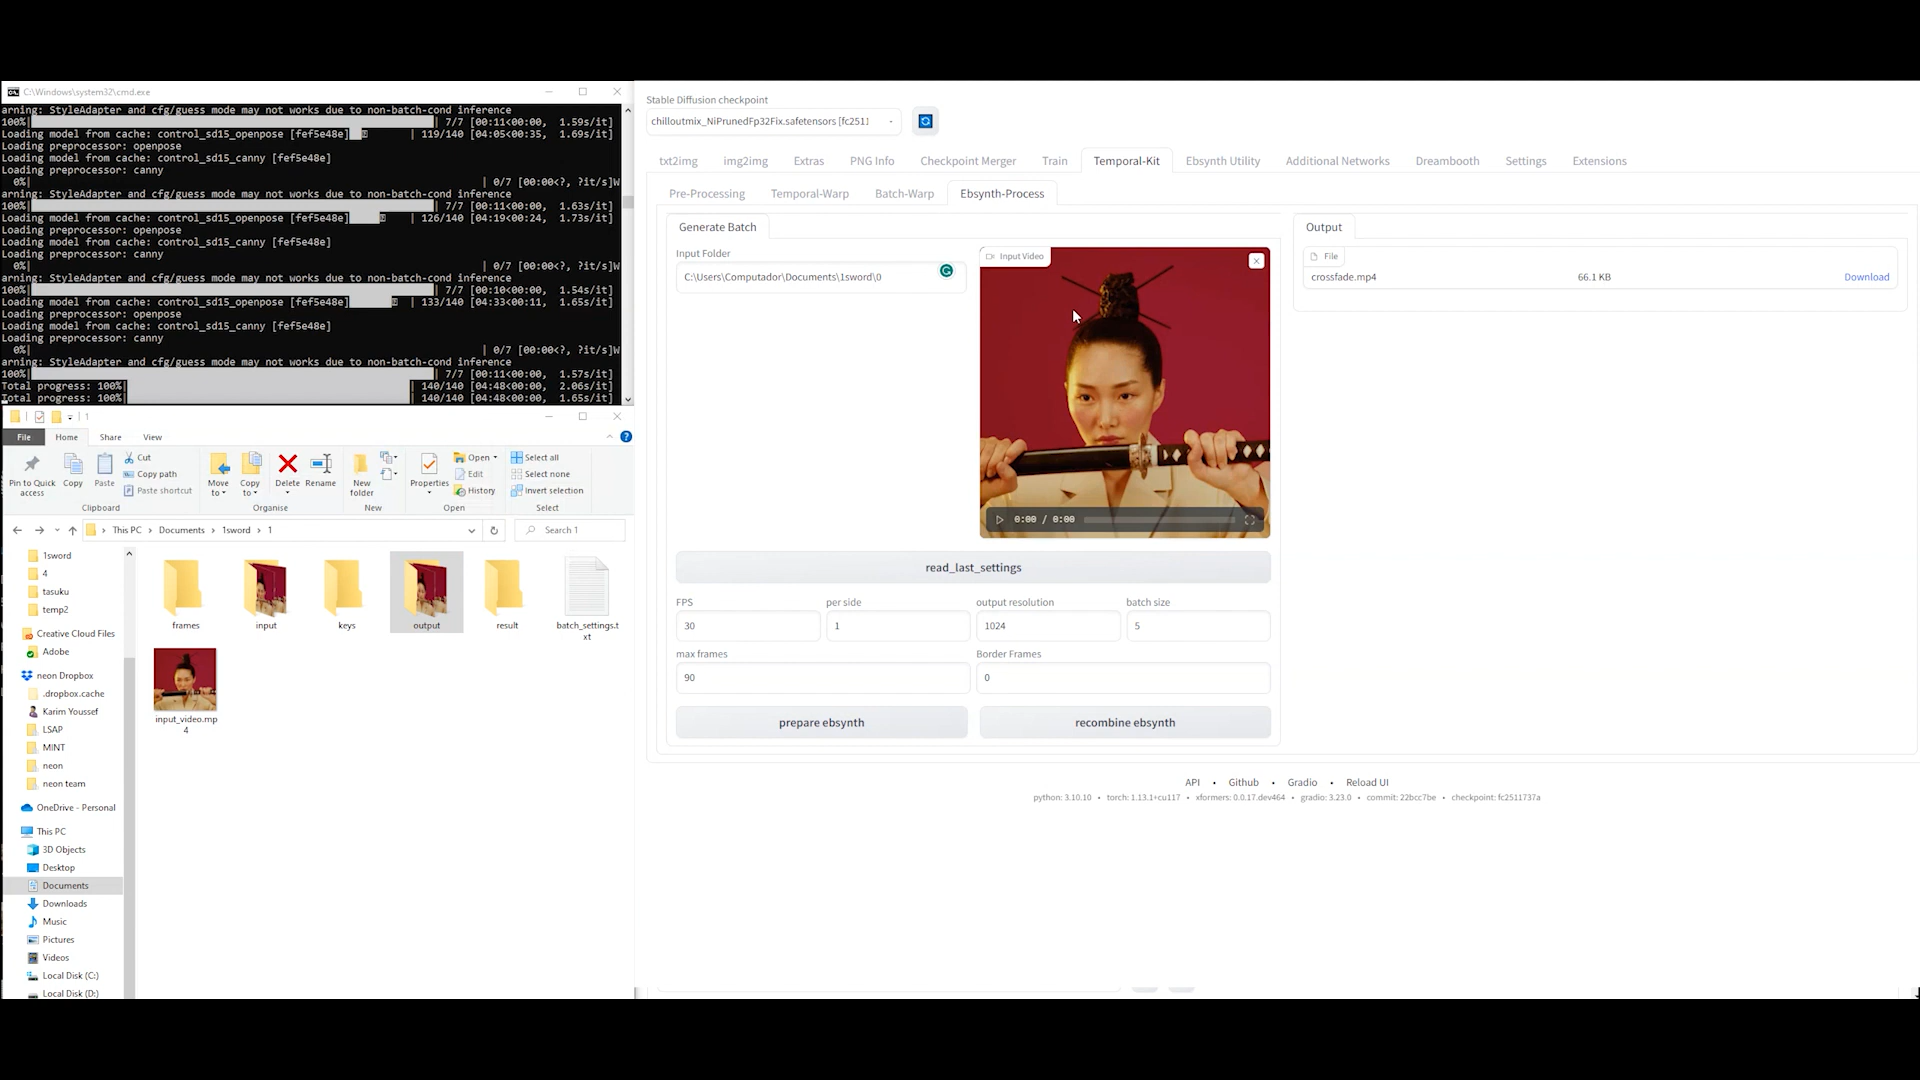 C:\Windows\system32\cmd.exe
arning: StyleAdapter and cfg/guess mode may not works due to non-batch-cond inference
100%| | 7/7 [00:11<00:00, 1.59s/it]
Loading model from cache: control_sd15_openpose [fef5e48e] | 119/140 [04:05<00:35, 1.69s/it]
Loading preprocessor: openpose
Loading model from cache: control_sd15_canny [fef5e48e]
Loading preprocessor: canny
0%| | 0/7 [00:00<?, ?it/s]W
arning: StyleAdapter and cfg/guess mode may not works due to non-batch-cond inference
100%| | 7/7 [00:11<00:00, 1.63s/it]
Loading model from cache: control_sd15_openpose [fef5e48e] | 126/140 [04:19<00:24, 1.73s/it]
Loading preprocessor: openpose
Loading model from cache: control_sd15_canny [fef5e48e]
Loading preprocessor: canny
0%| | 0/7 [00:00<?, ?it/s]W
arning: StyleAdapter and cfg/guess mode may not works due to non-batch-cond inference
100%| | 7/7 [00:10<00:00, 1.54s/it]
Loading model from cache: control_sd15_openpose [fef5e48e] | 133/140 [04:33<00:11, 1.65s/it]
Loading preprocessor: openpose
Loading model from cache: control_sd15_canny [fef5e48e]
Loading preprocessor: canny
0%| | 0/7 [00:00<?, ?it/s]W
arning: StyleAdapter and cfg/guess mode may not works due to non-batch-cond inference
100%| | 7/7 [00:11<00:00, 1.57s/it]
Total progress: 100%| | 140/140 [04:48<00:00, 2.06s/it]
Total progress: 100%| | 140/140 [04:48<00:00, 1.65s/it]
1
File Home Share View
Pin to Quick access
Copy
Paste
Cut
Copy path
Paste shortcut
Clipboard
Move to
Copy to
Delete
Rename
Organise
New folder
New
Properties
Open
Edit
History
Open
Select all
Select none
Invert selection
Select
This PC > Documents > 1sword > 1
Search 1
1sword
4
tasuku
temp2
Creative Cloud Files
Adobe
neon Dropbox
.dropbox.cache
Karim Youssef
LSAP
MINT
neon
neon team
OneDrive - Personal
This PC
3D Objects
Desktop
Documents
Downloads
Music
Pictures
Videos
Local Disk (C:)
Local Disk (D:)
frames
input
keys
output
result
batch_settings.t
xt
input_video.mp
4
Stable Diffusion checkpoint
chilloutmix_NiPrunedFp32Fix.safetensors [fc251
txt2img img2img Extras PNG Info Checkpoint Merger Train Temporal-Kit Ebsynth Utility Additional Networks Dreambooth Settings Extensions
Pre-Processing Temporal-Warp Batch-Warp Ebsynth-Process
Generate Batch
Input Folder
C:\Users\Computador\Documents\1sword\0
Input Video
0:00 / 0:00
read_last_settings
FPS
30
per side
1
output resolution
1024
batch size
5
max frames
90
Border Frames
0
prepare ebsynth
recombine ebsynth
Output
File
crossfade.mp4 66.1 KB Download
API • Github • Gradio • Reload UI
python: 3.10.10 • torch: 1.13.1+cu117 • xformers: 0.0.17.dev464 • gradio: 3.23.0 • commit: 22bcc7be • checkpoint: fc2511737a